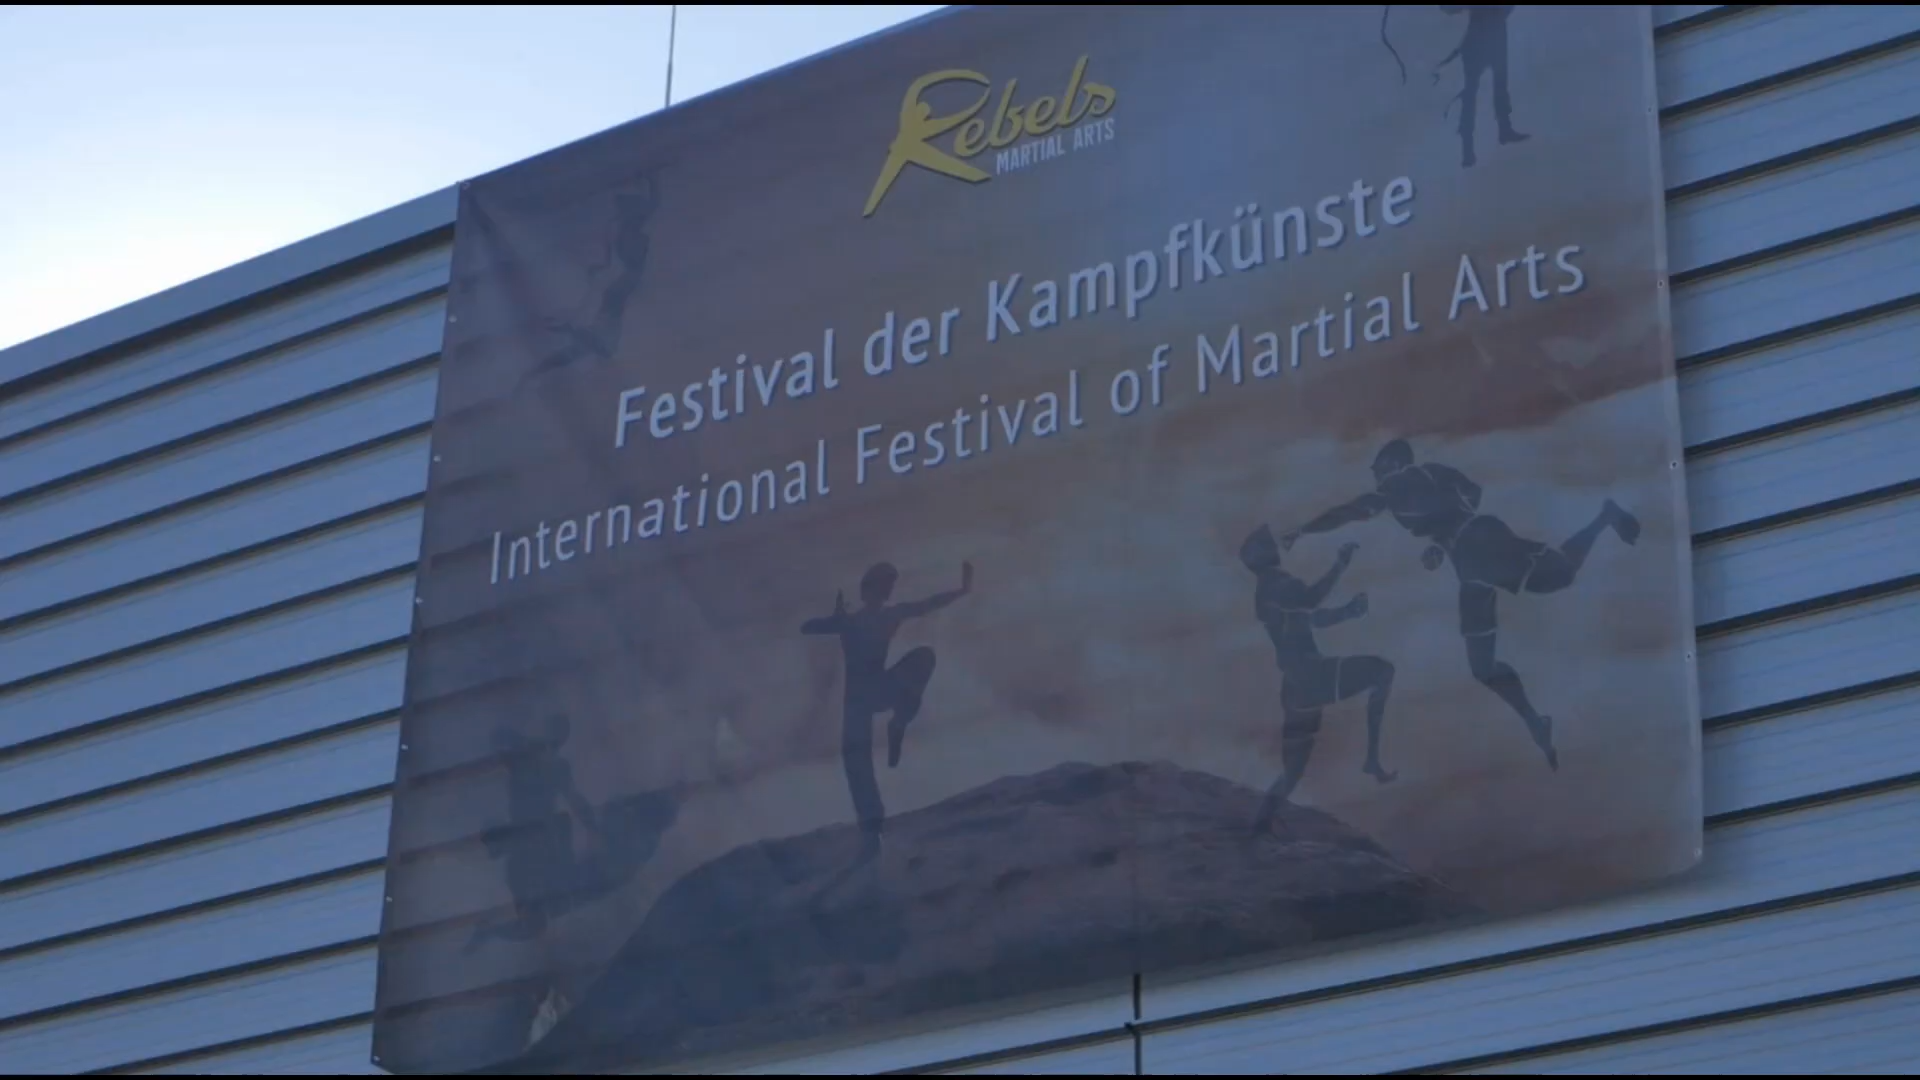 Rebels
MARTIAL ARTS
Festival der Kampfkünste
International Festival of Martial Arts